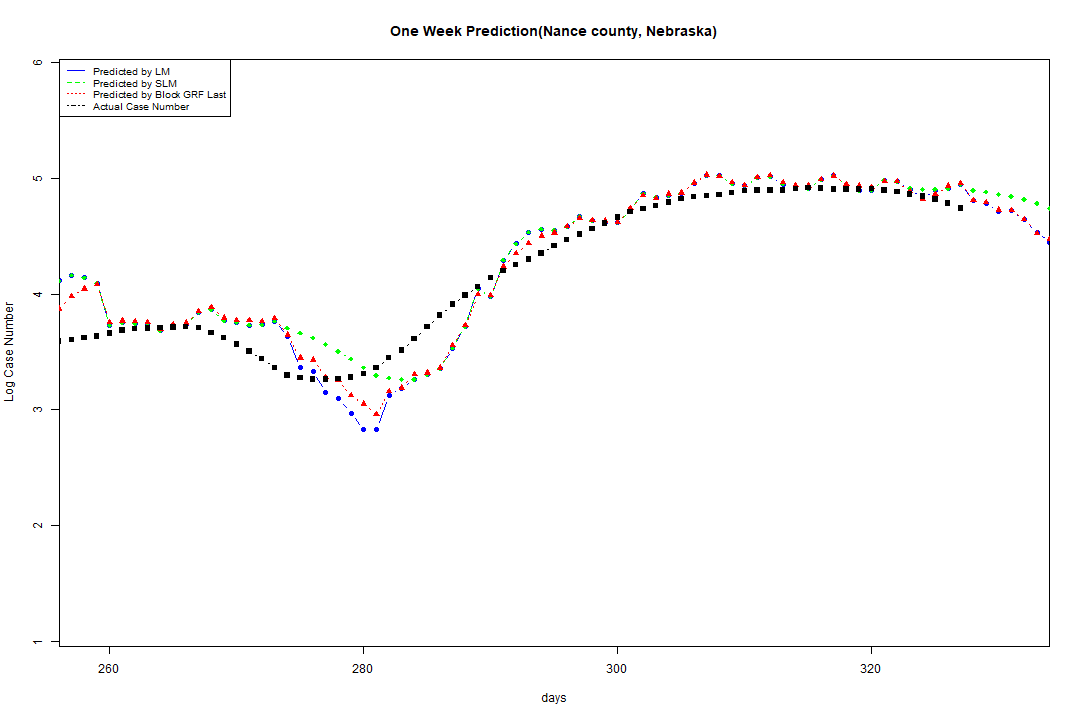 One Week Prediction(Nance county, Nebraska)
Predicted by LM
Predicted by SLM
Predicted by Block GRF Last
Actual Case Number
6
5
4
3
2
1
Log Case Number
260 280 300 320
days